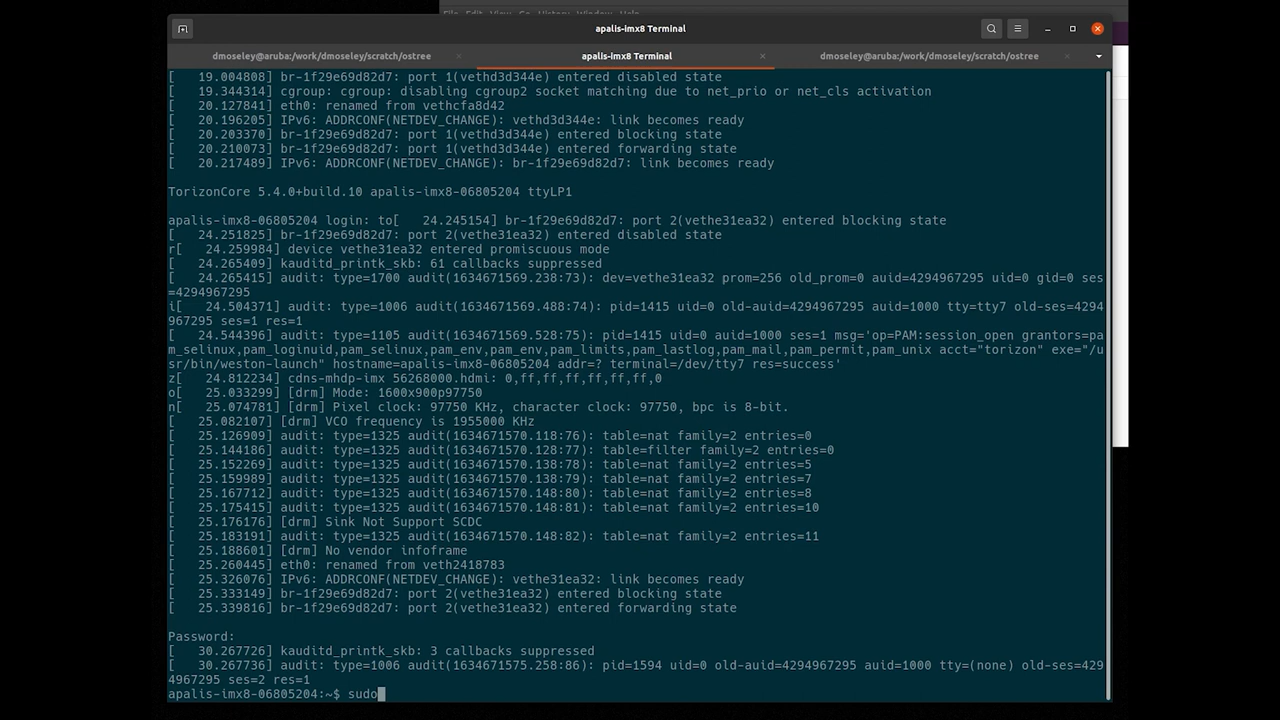 File Edit View Go History Window Help
apalis-imx8 Terminal
dmoseley@aruba:/work/dmoseley/scratch/ostree
apalis-imx8 Terminal
dmoseley@aruba:/work/dmoseley/scratch/ostree
[   19.004808] br-1f29e69d82d7: port 1(vethd3d344e) entered disabled state
[   19.344314] cgroup: cgroup: disabling cgroup2 socket matching due to net_prio or net_cls activation
[   20.127841] eth0: renamed from vethcfa8d42
[   20.196205] IPv6: ADDRCONF(NETDEV_CHANGE): vethd3d344e: link becomes ready
[   20.203370] br-1f29e69d82d7: port 1(vethd3d344e) entered blocking state
[   20.210073] br-1f29e69d82d7: port 1(vethd3d344e) entered forwarding state
[   20.217489] IPv6: ADDRCONF(NETDEV_CHANGE): br-1f29e69d82d7: link becomes ready
TorizonCore 5.4.0+build.10 apalis-imx8-06805204 ttyLP1
apalis-imx8-06805204 login: to[   24.245154] br-1f29e69d82d7: port 2(vethe31ea32) entered blocking state
[   24.251825] br-1f29e69d82d7: port 2(vethe31ea32) entered disabled state
r[   24.259984] device vethe31ea32 entered promiscuous mode
[   24.265409] kauditd_printk_skb: 61 callbacks suppressed
[   24.265415] audit: type=1700 audit(1634671569.238:73): dev=vethe31ea32 prom=256 old_prom=0 auid=4294967295 uid=0 gid=0 ses
=4294967295
i[   24.504371] audit: type=1006 audit(1634671569.488:74): pid=1415 uid=0 old-auid=4294967295 auid=1000 tty=tty7 old-ses=4294
967295 ses=1 res=1
[   24.544396] audit: type=1105 audit(1634671569.528:75): pid=1415 uid=0 auid=1000 ses=1 msg='op=PAM:session_open grantors=pa
m_selinux,pam_loginuid,pam_selinux,pam_env,pam_env,pam_limits,pam_lastlog,pam_mail,pam_permit,pam_unix acct="torizon" exe="/u
sr/bin/weston-launch" hostname=apalis-imx8-06805204 addr=? terminal=/dev/tty7 res=success'
z[   24.812234] cdns-mhdp-imx 56268000.hdmi: 0,ff,ff,ff,ff,ff,ff,0
o[   25.033299] [drm] Mode: 1600x900p97750
n[   25.074781] [drm] Pixel clock: 97750 KHz, character clock: 97750, bpc is 8-bit.
[   25.082107] [drm] VCO frequency is 1955000 KHz
[   25.126909] audit: type=1325 audit(1634671570.118:76): table=nat family=2 entries=0
[   25.144186] audit: type=1325 audit(1634671570.128:77): table=filter family=2 entries=0
[   25.152269] audit: type=1325 audit(1634671570.138:78): table=nat family=2 entries=5
[   25.159989] audit: type=1325 audit(1634671570.138:79): table=nat family=2 entries=7
[   25.167712] audit: type=1325 audit(1634671570.148:80): table=nat family=2 entries=8
[   25.175415] audit: type=1325 audit(1634671570.148:81): table=nat family=2 entries=10
[   25.176176] [drm] Sink Not Support SCDC
[   25.183191] audit: type=1325 audit(1634671570.148:82): table=nat family=2 entries=11
[   25.188601] [drm] No vendor infoframe
[   25.260445] eth0: renamed from veth2418783
[   25.326076] IPv6: ADDRCONF(NETDEV_CHANGE): vethe31ea32: link becomes ready
[   25.333149] br-1f29e69d82d7: port 2(vethe31ea32) entered blocking state
[   25.339816] br-1f29e69d82d7: port 2(vethe31ea32) entered forwarding state
Password:
[   30.267726] kauditd_printk_skb: 3 callbacks suppressed
[   30.267736] audit: type=1006 audit(1634671575.258:86): pid=1594 uid=0 old-auid=4294967295 auid=1000 tty=(none) old-ses=429
4967295 ses=2 res=1
apalis-imx8-06805204:~$ sudo